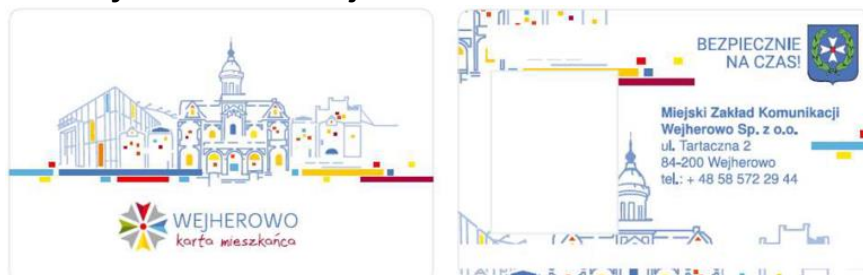 WEJHEROWO
karta mieszkańca
BEZPIECZNIE
NA CZAS!
Miejski Zakład Komunikacji
Wejherowo Sp. z o.o.
ul. Tartaczna 2
84-200 Wejherowo
tel.: + 48 58 572 29 44